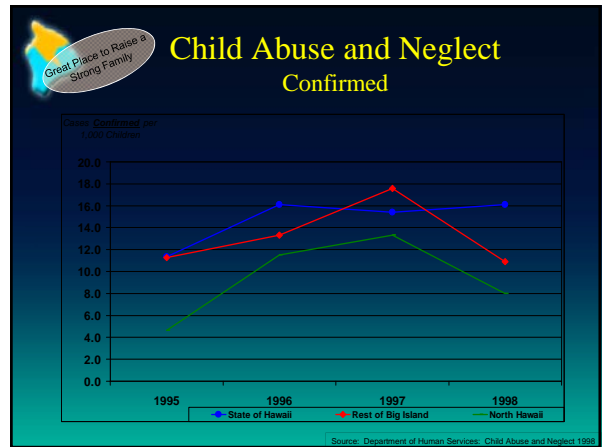 Great Place to Raise a
Strong Family
Child Abuse and Neglect
Confirmed
Cases Confirmed per
1,000 Children
20.0
18.0
16.0
14.0
12.0
10.0
8.0
6.0
4.0
2.0
0.0
1995 1996 1997 1998
State of Hawaii Rest of Big Island North Hawaii
Source: Department of Human Services: Child Abuse and Neglect 1998